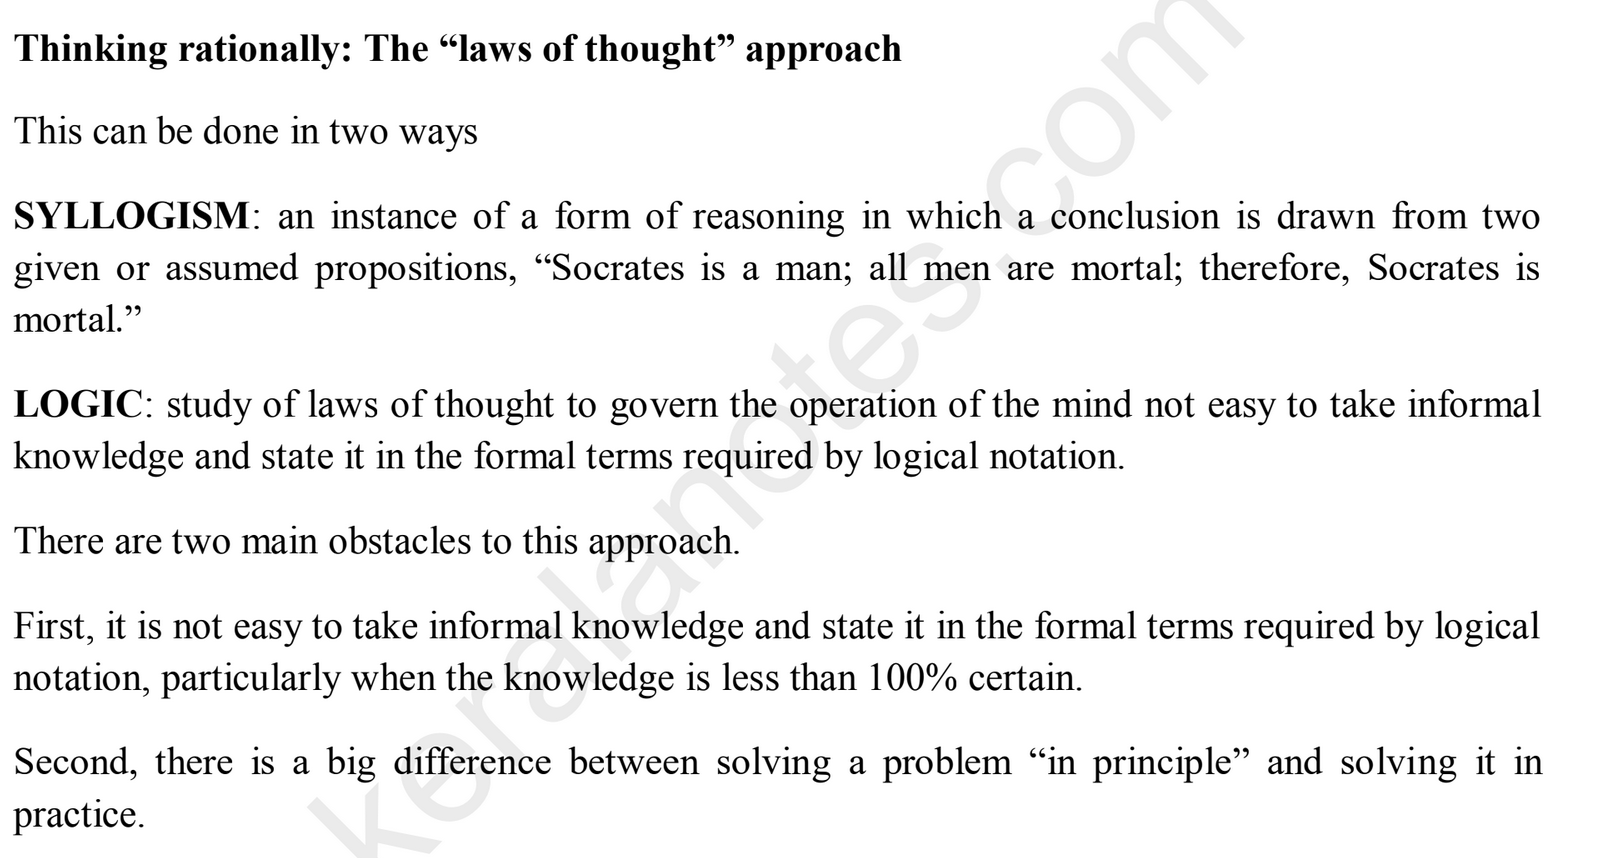 Thinking rationally: The “laws of thought” approach
This can be done in two ways
SYLLOGISM: an instance of a form of reasoning in which a conclusion is drawn from two
given or assumed propositions, “Socrates is a man; all men are mortal; therefore, Socrates is
mortal.”
LOGIC: study of laws of thought to govern the operation of the mind not easy to take informal
knowledge and state it in the formal terms required by logical notation.
There are two main obstacles to this approach.
First, it is not easy to take informal knowledge and state it in the formal terms required by logical
notation, particularly when the knowledge is less than 100% certain.
Second, there is a big difference between solving a problem “in principle” and solving it in
practice.
keralanotes.com